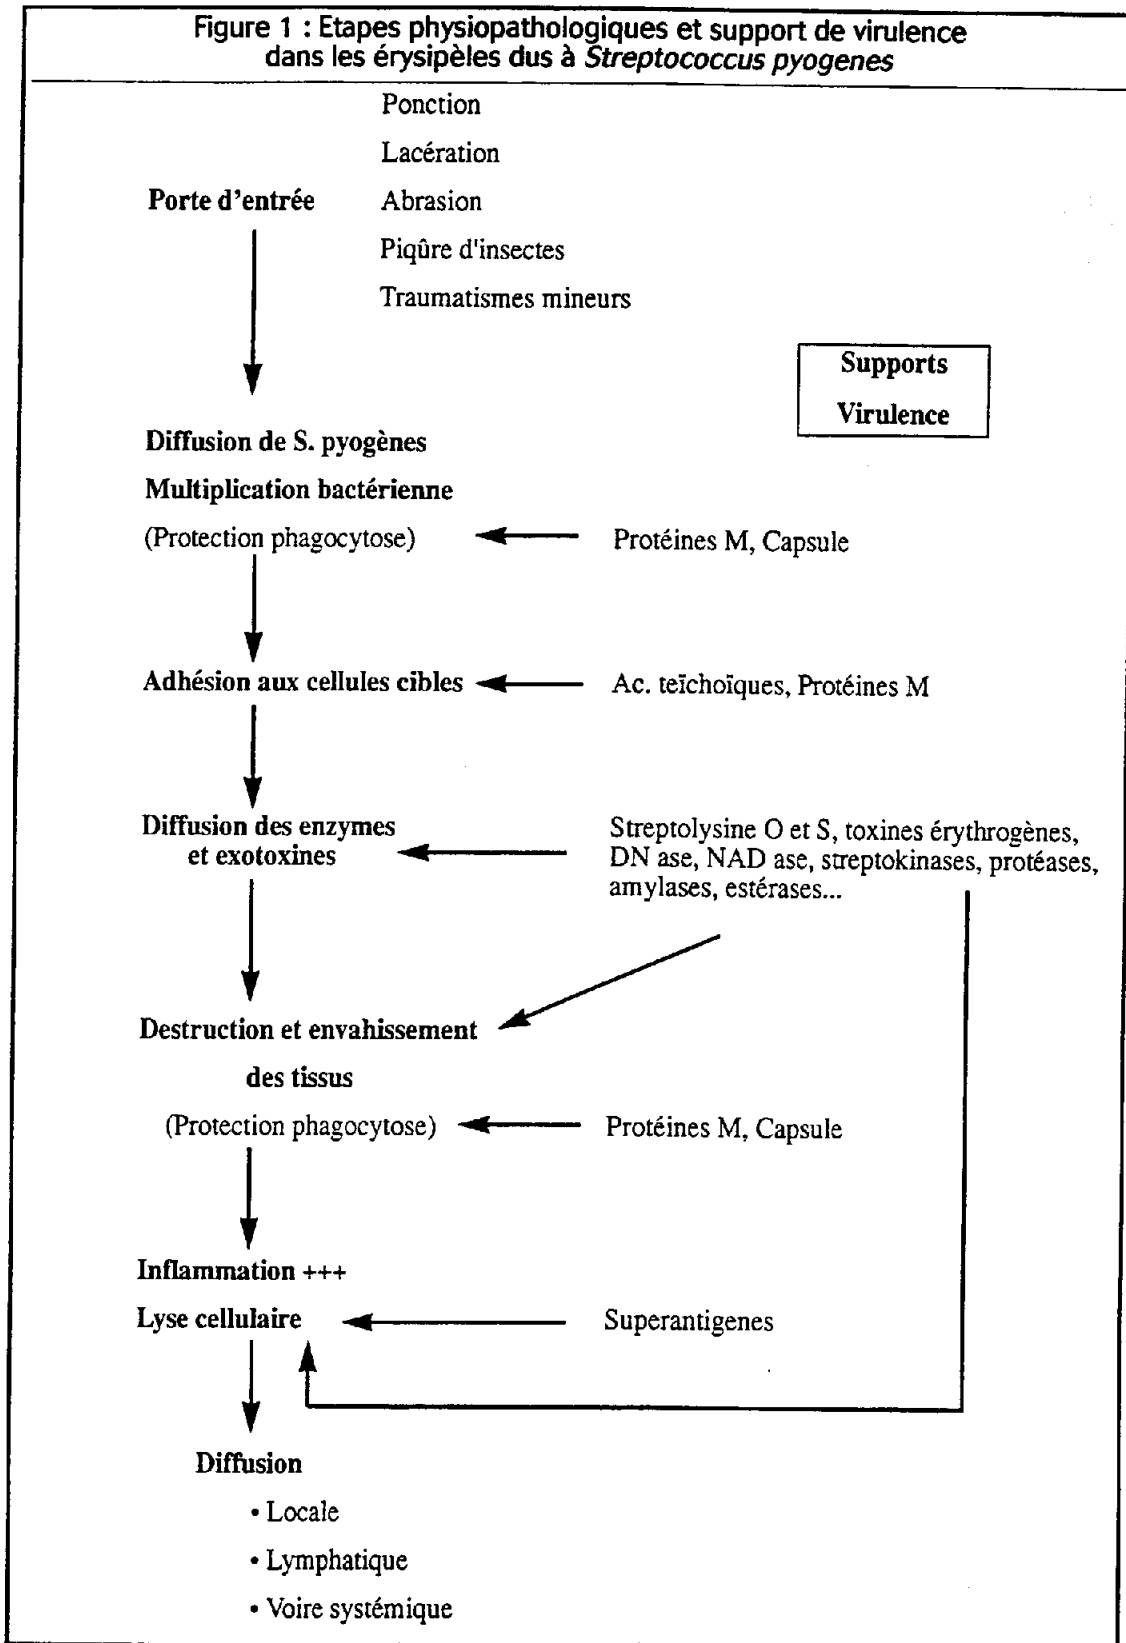 Figure 1 : Etapes physiopathologiques et support de virulence
dans les érysipèles dus à Streptococcus pyogenes
Ponction
Lacération
Porte d'entrée Abrasion
Piqûre d'insectes
Traumatismes mineurs
Supports
Virulence
Diffusion de S. pyogènes
Multiplication bactérienne
(Protection phagocytose) Protéines M, Capsule
Adhésion aux cellules cibles Ac. teïchoïques, Protéines M
Diffusion des enzymes
et exotoxines
Streptolysine O et S, toxines érythrogènes,
DN ase, NAD ase, streptokinases, protéases,
amylases, estérases...
Destruction et envahissement
des tissus
(Protection phagocytose) Protéines M, Capsule
Inflammation +++
Lyse cellulaire Superantigenes
Diffusion
• Locale
• Lymphatique
• Voire systémique